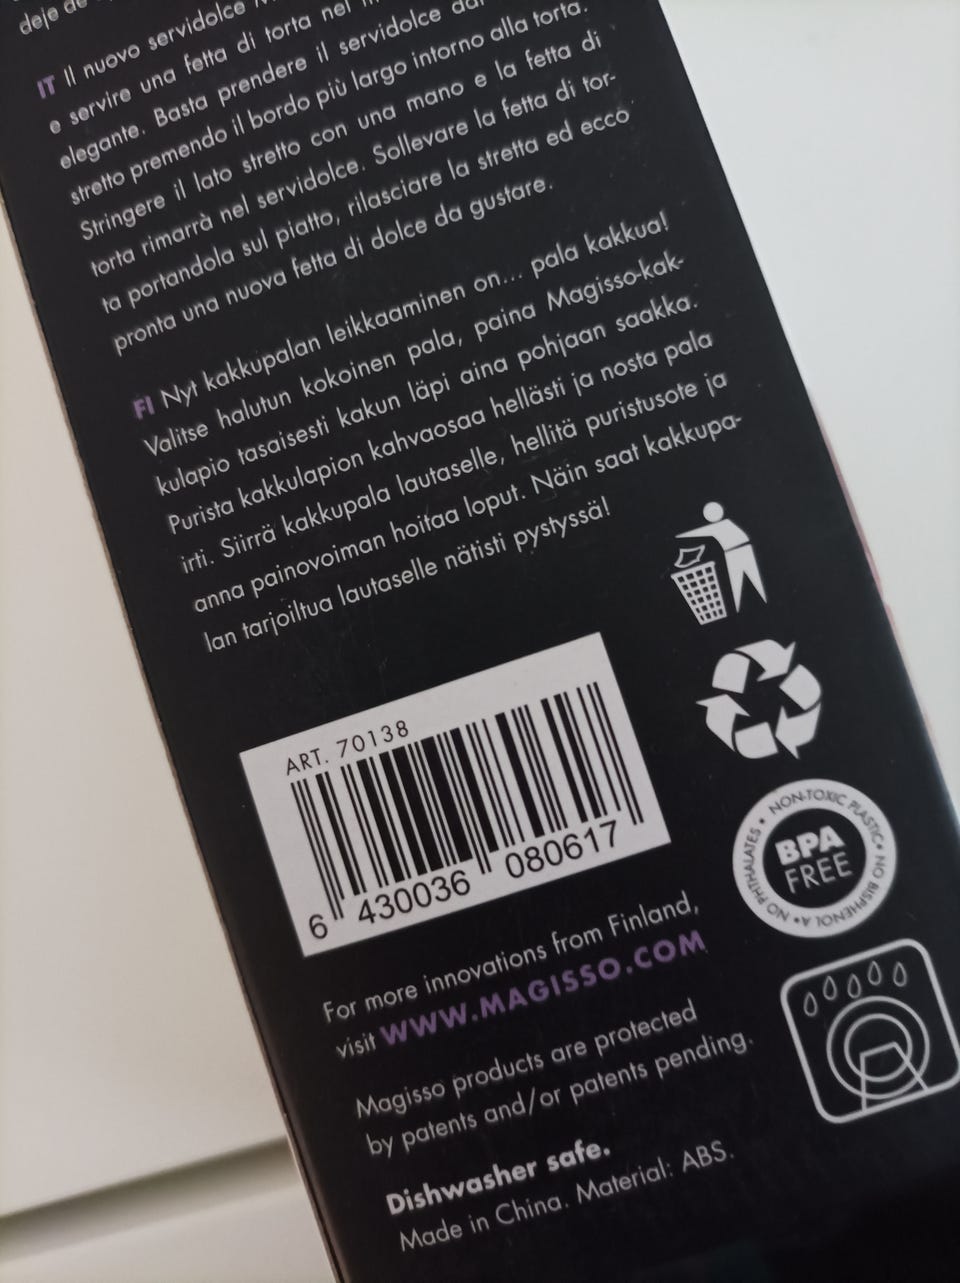 deje de
IT Il nuovo servidolce
e servire una fetta di torta nel
elegante. Basta prendere il servidolce dal
stretto premendo il bordo più largo intorno alla torta.
Stringere il lato stretto con una mano e la fetta di
torta rimarrà nel servidolce. Sollevare la fetta di tor-
ta portandola sul piatto, rilasciare la stretta ed ecco
pronta una nuova fetta di dolce da gustare.
FI Nyt kakkupalan leikkaaminen on... pala kakkua!
Valitse halutun kokoinen pala, paina Magisso-kak-
kulapio tasaisesti kakun läpi aina pohjaan saakka.
Purista kakkulapion kahvaosaa hellästi ja nosta pala
irti. Siirrä kakkupala lautaselle, hellitä puristusote ja
anna painovoiman hoitaa loput. Näin saat kakkupa-
lan tarjoiltua lautaselle nätisti pystyssä!
ART. 70138
6 430036 080617
NON-TOXIC PLASTIC • NO BISPHENOL A • NO PHTHALATES •
BPA
FREE
For more innovations from Finland,
visit WWW.MAGISSO.COM
Magisso products are protected
by patents and/or patents pending.
Dishwasher safe.
Made in China. Material: ABS.